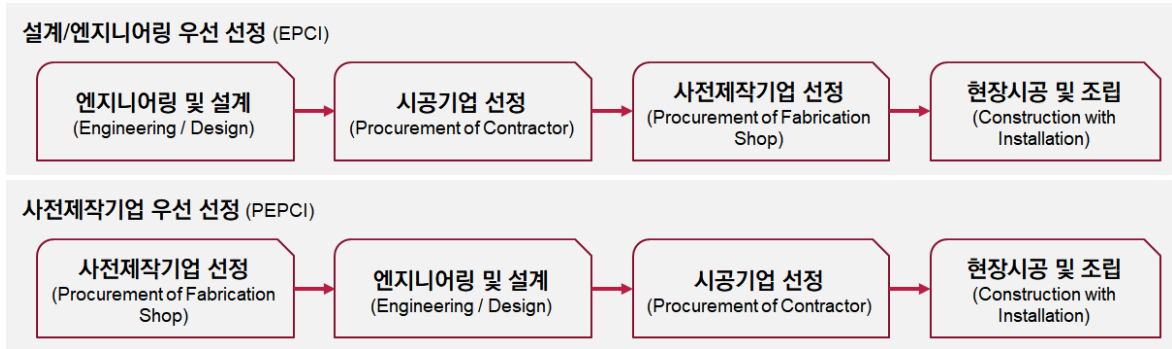 설계/엔지니어링 우선 선정 (EPCI)
엔지니어링 및 설계
(Engineering / Design)
시공기업 선정
(Procurement of Contractor)
사전제작기업 선정
(Procurement of Fabrication
Shop)
현장시공 및 조립
(Construction with
Installation)
사전제작기업 우선 선정 (PEPCI)
사전제작기업 선정
(Procurement of Fabrication
Shop)
엔지니어링 및 설계
(Engineering / Design)
시공기업 선정
(Procurement of Contractor)
현장시공 및 조립
(Construction with
Installation)